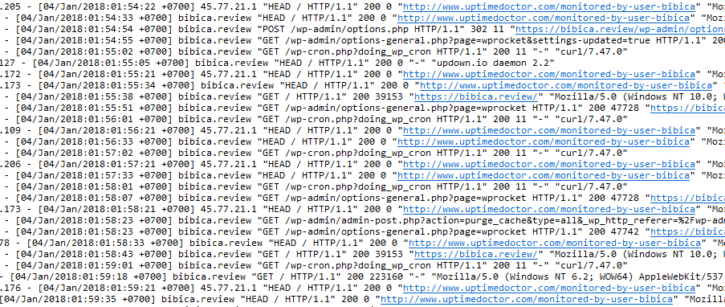 .205 - [04/Jan/2018:01:54:22 +0700] 45.77.21.1 "HEAD / HTTP/1.1" 200 0 "http://www.uptimedoctor.com/monitored-by-user-bibica" "Mo
- [04/Jan/2018:01:54:33 +0700] bibica.review "HEAD / HTTP/1.1" 200 0 "http://www.uptimedoctor.com/monitored-by-user-bibica" "Mozi
- [04/Jan/2018:01:54:54 +0700] bibica.review "POST /wp-admin/options.php HTTP/1.1" 302 11 "https://bibica.review/wp-admin/options
- [04/Jan/2018:01:54:55 +0700] bibica.review "GET /wp-admin/options-general.php?page=wprocket&settings-updated=true HTTP/1.1" 200
- [04/Jan/2018:01:55:02 +0700] bibica.review "GET /wp-cron.php?doing_wp_cron HTTP/1.1" 200 11 "-" "curl/7.47.0"
127 - [04/Jan/2018:01:55:05 +0700] bibica.review "HEAD / HTTP/1.1" 200 0 "-" "updown.io daemon 2.2"
.172 - [04/Jan/2018:01:55:21 +0700] 45.77.21.1 "HEAD / HTTP/1.1" 200 0 "http://www.uptimedoctor.com/monitored-by-user-bibica" "Mo
.173 - [04/Jan/2018:01:55:34 +0700] bibica.review "HEAD / HTTP/1.1" 200 0 "http://www.uptimedoctor.com/monitored-by-user-bibica"
- [04/Jan/2018:01:55:38 +0700] bibica.review "GET / HTTP/1.1" 200 39153 "https://bibica.review/" "Mozilla/5.0 (Windows NT 10.0;
- [04/Jan/2018:01:55:51 +0700] bibica.review "GET /wp-admin/options-general.php?page=wprocket HTTP/1.1" 200 47728 "https://bibic
- [04/Jan/2018:01:56:01 +0700] bibica.review "GET /wp-cron.php?doing_wp_cron HTTP/1.1" 200 11 "-" "curl/7.47.0"
.109 - [04/Jan/2018:01:56:21 +0700] 45.77.21.1 "HEAD / HTTP/1.1" 200 0 "http://www.uptimedoctor.com/monitored-by-user-bibica" "Mo
- [04/Jan/2018:01:56:33 +0700] bibica.review "HEAD / HTTP/1.1" 200 0 "http://www.uptimedoctor.com/monitored-by-user-bibica" "Mozi
- [04/Jan/2018:01:57:02 +0700] bibica.review "GET /wp-cron.php?doing_wp_cron HTTP/1.1" 200 11 "-" "curl/7.47.0"
.206 - [04/Jan/2018:01:57:21 +0700] 45.77.21.1 "HEAD / HTTP/1.1" 200 0 "http://www.uptimedoctor.com/monitored-by-user-bibica" "Mo
- [04/Jan/2018:01:57:33 +0700] bibica.review "HEAD / HTTP/1.1" 200 0 "http://www.uptimedoctor.com/monitored-by-user-bibica" "Mozi
- [04/Jan/2018:01:58:01 +0700] bibica.review "GET /wp-cron.php?doing_wp_cron HTTP/1.1" 200 11 "-" "curl/7.47.0"
- [04/Jan/2018:01:58:07 +0700] bibica.review "GET /wp-admin/options-general.php?page=wprocket HTTP/1.1" 200 47728 "https://bibic
.173 - [04/Jan/2018:01:58:21 +0700] 45.77.21.1 "HEAD / HTTP/1.1" 200 0 "http://www.uptimedoctor.com/monitored-by-user-bibica" "Mo
- [04/Jan/2018:01:58:23 +0700] bibica.review "GET /wp-admin/admin-post.php?action=purge_cache&type=all&_wp_http_referer=%2Fwp-ad
- [04/Jan/2018:01:58:23 +0700] bibica.review "GET /wp-admin/options-general.php?page=wprocket HTTP/1.1" 200 47742 "https://bibic
78 - [04/Jan/2018:01:58:33 +0700] bibica.review "HEAD / HTTP/1.1" 200 0 "http://www.uptimedoctor.com/monitored-by-user-bibica" "M
- [04/Jan/2018:01:58:43 +0700] bibica.review "GET / HTTP/1.1" 200 39153 "https://bibica.review/" "Mozilla/5.0 (Windows NT 10.0;
- [04/Jan/2018:01:59:01 +0700] bibica.review "GET /wp-cron.php?doing_wp_cron HTTP/1.1" 200 11 "-" "curl/7.47.0"
- [04/Jan/2018:01:59:18 +0700] bibica.review "GET / HTTP/1.1" 200 223160 "-" "Mozilla/5.0 (Windows NT 6.2; WOW64) AppleWebKit/537
.176 - [04/Jan/2018:01:59:21 +0700] 45.77.21.1 "HEAD / HTTP/1.1" 200 0 "http://www.uptimedoctor.com/monitored-by-user-bibica" "Mo
- [04/Jan/2018:01:59:35 +0700] bibica.review "HEAD / HTTP/1.1" 200 0 "http://www.uptimedoctor.com/monitored-by-user-bibica" "Moz